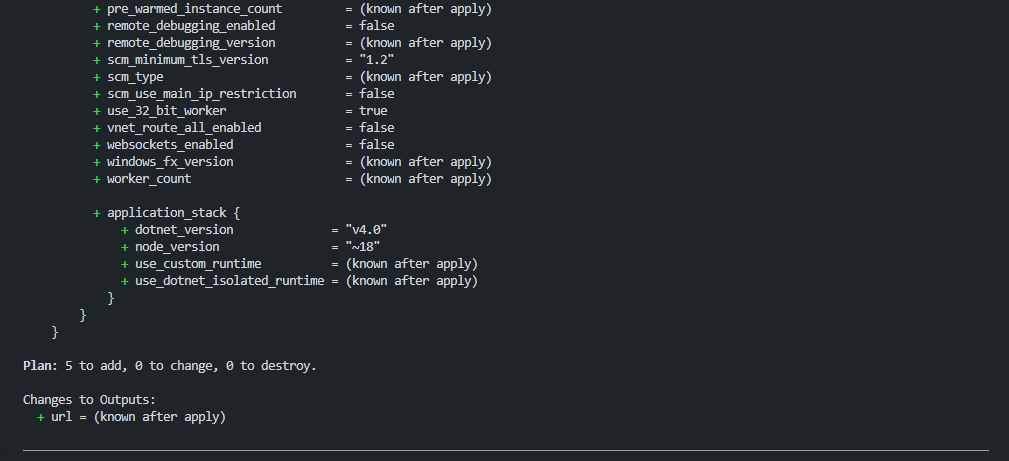 + pre_warmed_instance_count = (known after apply)
+ remote_debugging_enabled = false
+ remote_debugging_version = (known after apply)
+ scm_minimum_tls_version = "1.2"
+ scm_type = (known after apply)
+ scm_use_main_ip_restriction = false
+ use_32_bit_worker = true
+ vnet_route_all_enabled = false
+ websockets_enabled = false
+ windows_fx_version = (known after apply)
+ worker_count = (known after apply)
+ application_stack {
+ dotnet_version = "v4.0"
+ node_version = "~18"
+ use_custom_runtime = (known after apply)
+ use_dotnet_isolated_runtime = (known after apply)
}
}
}
Plan: 5 to add, 0 to change, 0 to destroy.
Changes to Outputs:
+ url = (known after apply)